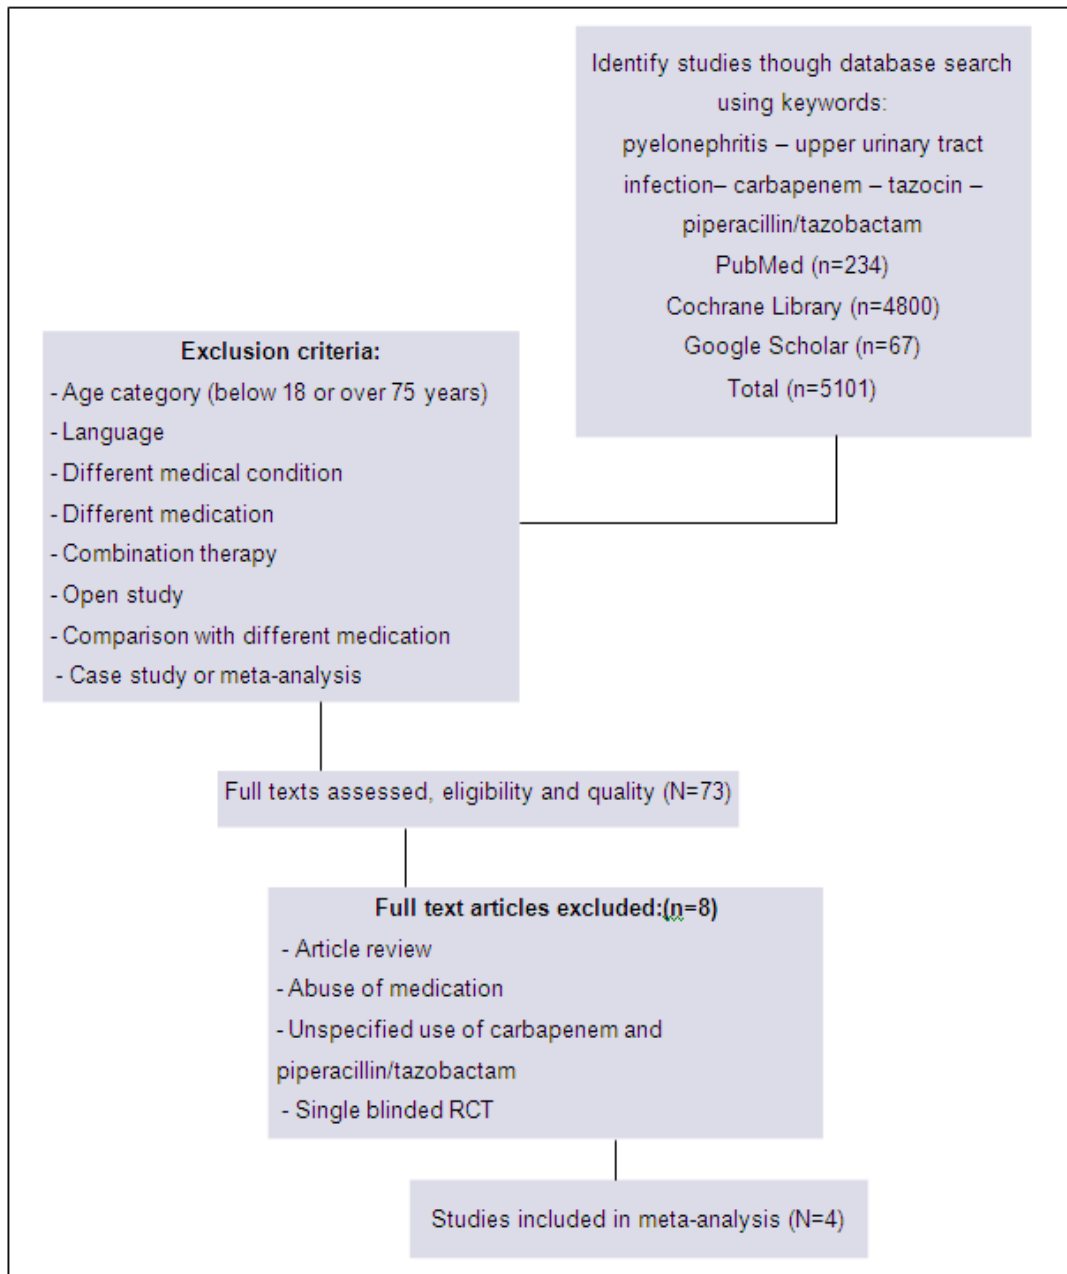 Identify studies though database search
using keywords:
pyelonephritis – upper urinary tract
infection– carbapenem – tazocin –
piperacillin/tazobactam
PubMed (n=234)
Cochrane Library (n=4800)
Google Scholar (n=67)
Total (n=5101)
Exclusion criteria:
- Age category (below 18 or over 75 years)
- Language
- Different medical condition
- Different medication
- Combination therapy
- Open study
- Comparison with different medication
- Case study or meta-analysis
Full texts assessed, eligibility and quality (N=73)
Full text articles excluded:(n=8)
- Article review
- Abuse of medication
- Unspecified use of carbapenem and
piperacillin/tazobactam
- Single blinded RCT
Studies included in meta-analysis (N=4)